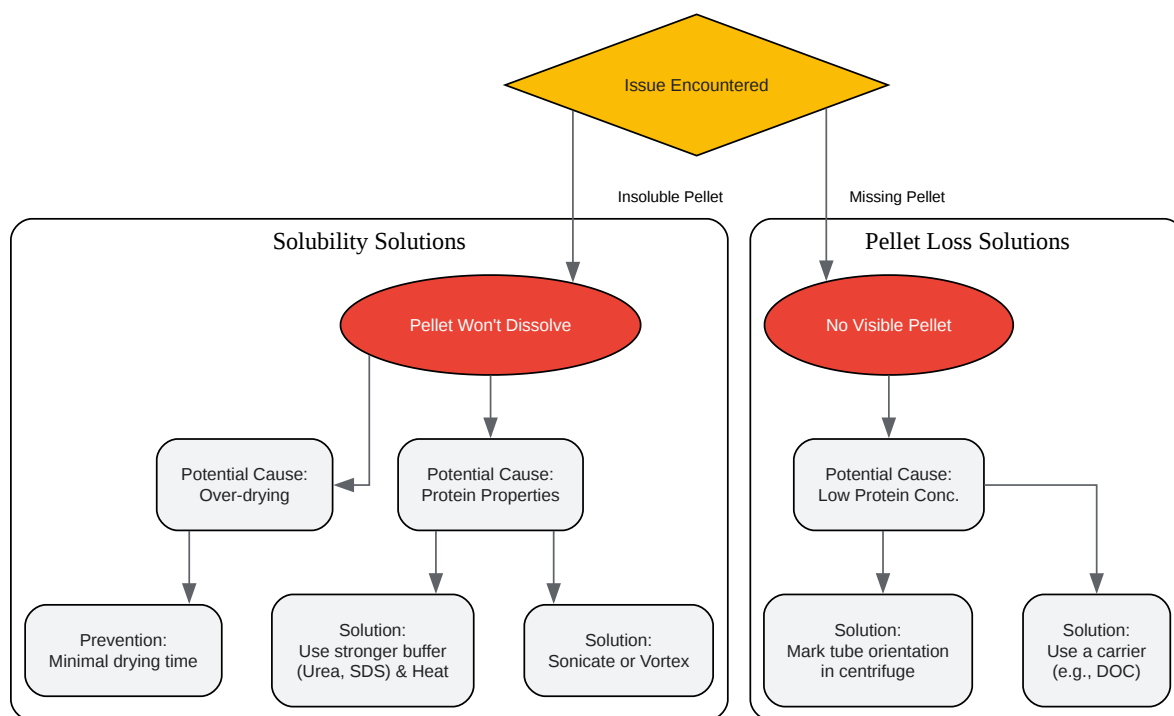 Issue Encountered
Insoluble Pellet
Missing Pellet
Solubility Solutions
Pellet Loss Solutions
Pellet Won't Dissolve
No Visible Pellet
Potential Cause:
Over-drying
Potential Cause:
Protein Properties
Potential Cause:
Low Protein Conc.
Prevention:
Minimal drying time
Solution:
Use stronger buffer
(Urea, SDS) & Heat
Solution:
Sonicate or Vortex
Solution:
Mark tube orientation
in centrifuge
Solution:
Use a carrier
(e.g., DOC)